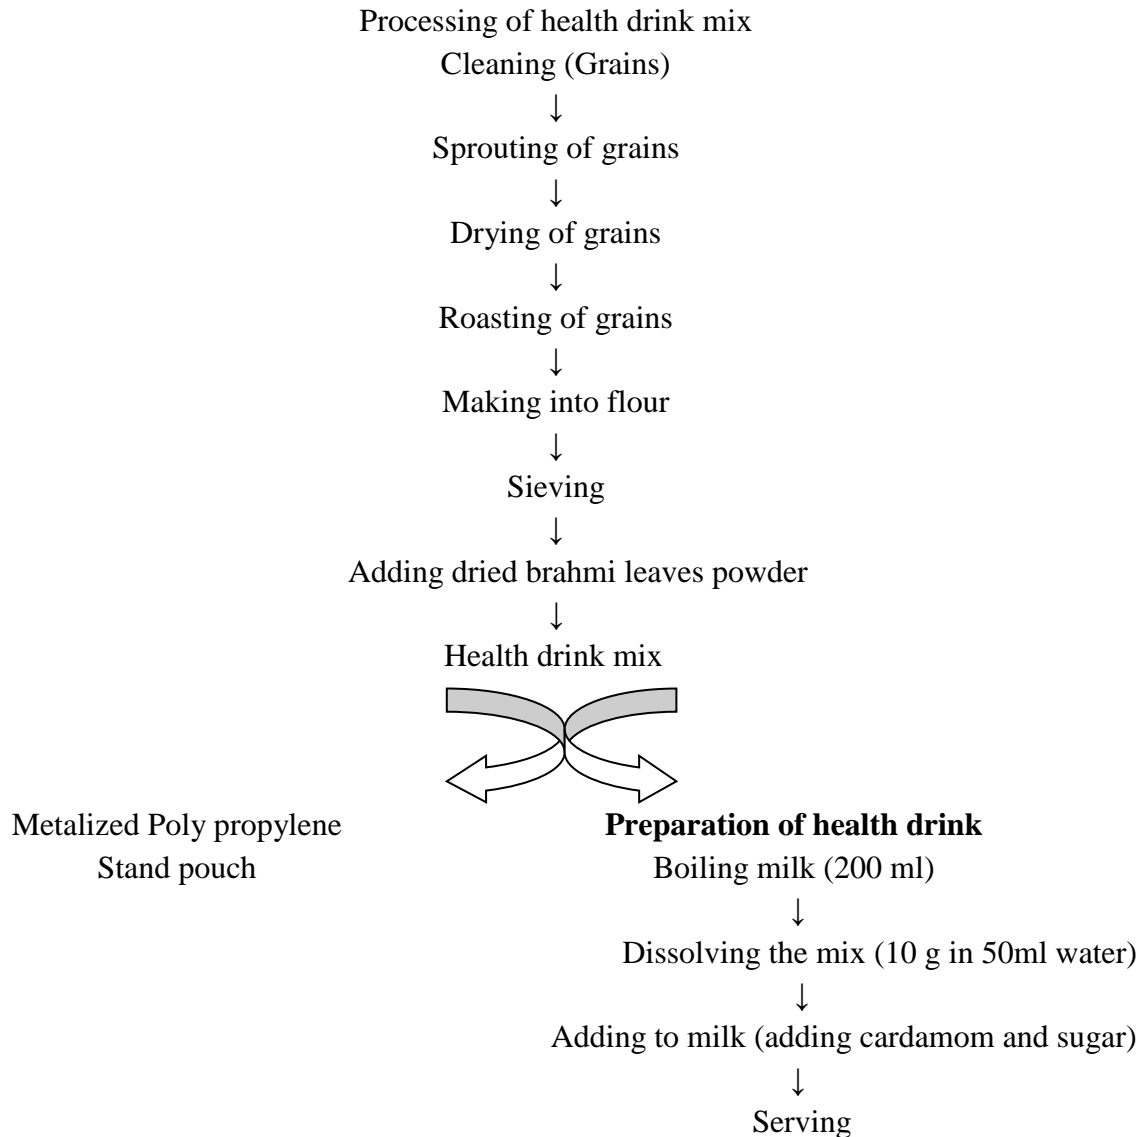 Processing of health drink mix
Cleaning (Grains)
↓
Sprouting of grains
↓
Drying of grains
↓
Roasting of grains
↓
Making into flour
↓
Sieving
↓
Adding dried brahmi leaves powder
↓
Health drink mix
Metalized Poly propylene
Stand pouch
Preparation of health drink
Boiling milk (200 ml)
↓
Dissolving the mix (10 g in 50ml water)
↓
Adding to milk (adding cardamom and sugar)
↓
Serving